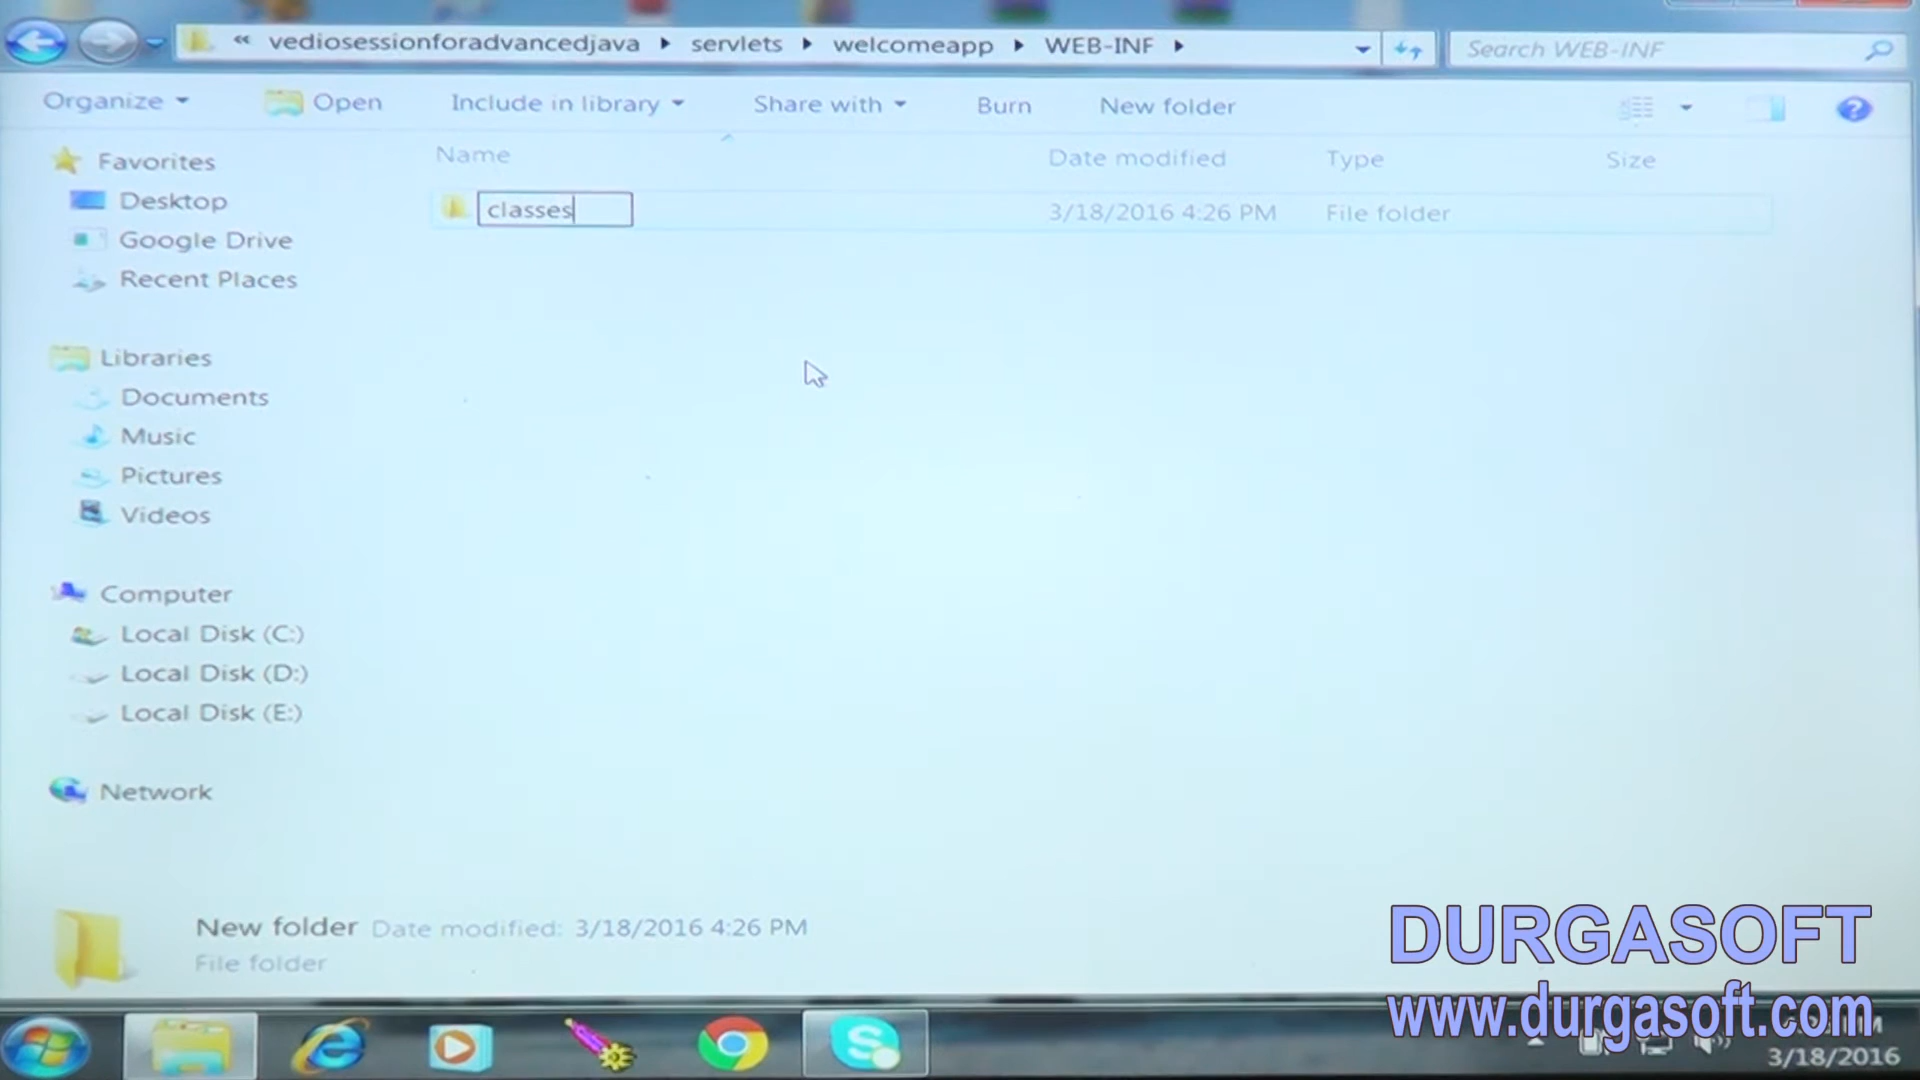 « vediosessionforadvancedjava ▸ servlets ▸ welcomeapp ▸ WEB-INF ▸
Search WEB-INF
Organize
Open
Include in library
Share with
Burn
New folder
Name
Date modified
Type
Size
classes
3/18/2016 4:26 PM
File folder
Favorites
Desktop
Google Drive
Recent Places
Libraries
Documents
Music
Pictures
Videos
Computer
Local Disk (C:)
Local Disk (D:)
Local Disk (E:)
Network
New folder Date modified: 3/18/2016 4:26 PM
File folder
DURGASOFT
www.durgasoft.com
3/18/2016